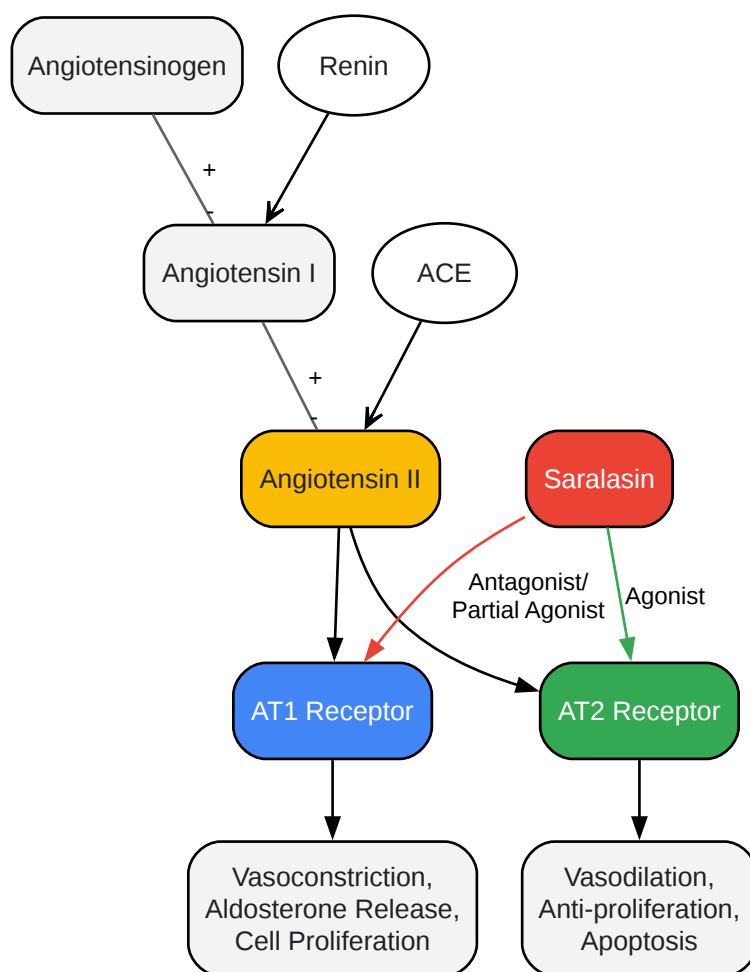 Angiotensinogen
Renin
+
-
Angiotensin I
ACE
+
-
Angiotensin II
Saralasin
Antagonist/
Partial Agonist
Agonist
AT1 Receptor
AT2 Receptor
Vasoconstriction,
Aldosterone Release,
Cell Proliferation
Vasodilation,
Anti-proliferation,
Apoptosis